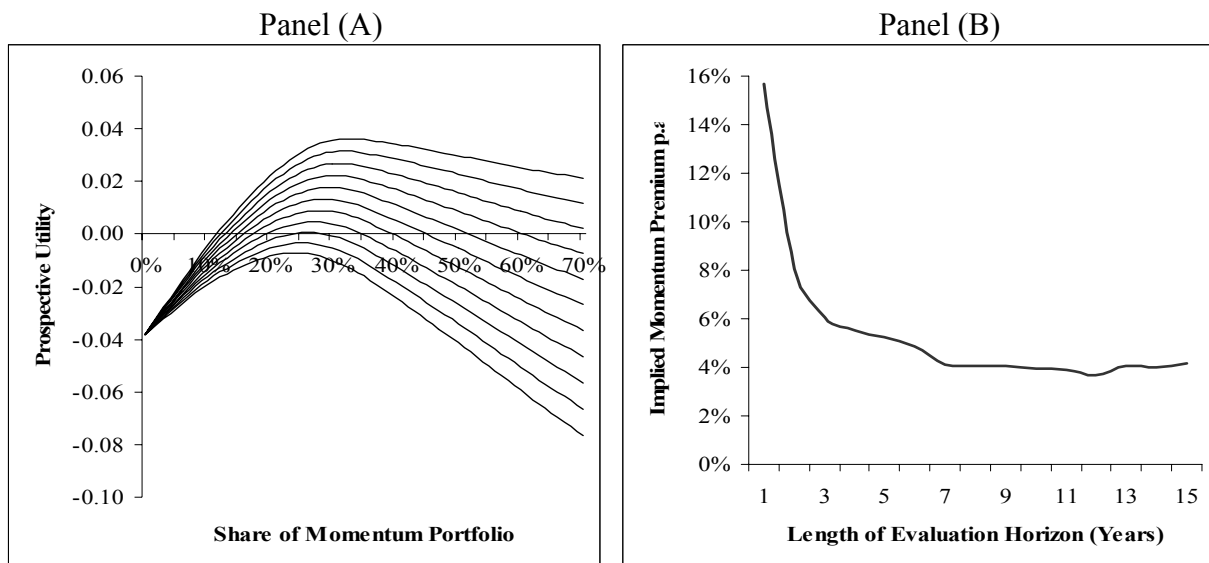 Panel (A)
0.06
0.04
0.02
0.00
-0.02
-0.04
-0.06
-0.08
-0.10
0% 10% 20% 30% 40% 50% 60% 70%
Prospective Utility
Share of Momentum Portfolio
Panel (B)
16%
14%
12%
10%
8%
6%
4%
2%
0%
1 3 5 7 9 11 13 15
Implied Momentum Premium
Length of Evaluation Horizon (Years)